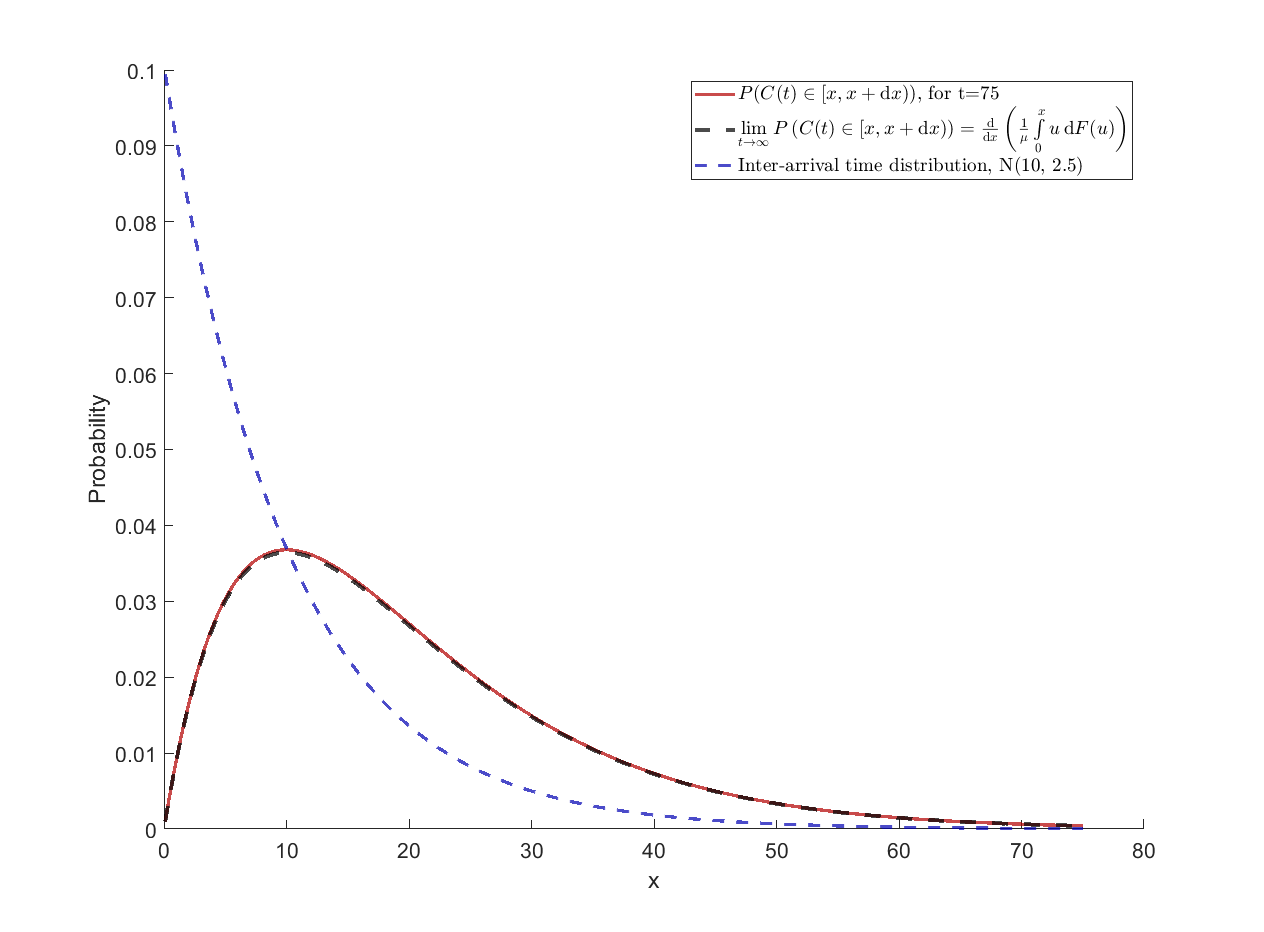 0.1
0.09
0.08
0.07
0.06
0.05
0.04
0.03
0.02
0.01
0
0 10 20 30 40 50 60 70 80
x
Probability
P(C(t) ∈ [x, x + dx)), for t=75
lim_{t→∞} P (C(t) ∈ [x, x + dx)) = d/dx (1/μ ∫_0^x u dF(u))
Inter-arrival time distribution, N(10, 2.5)